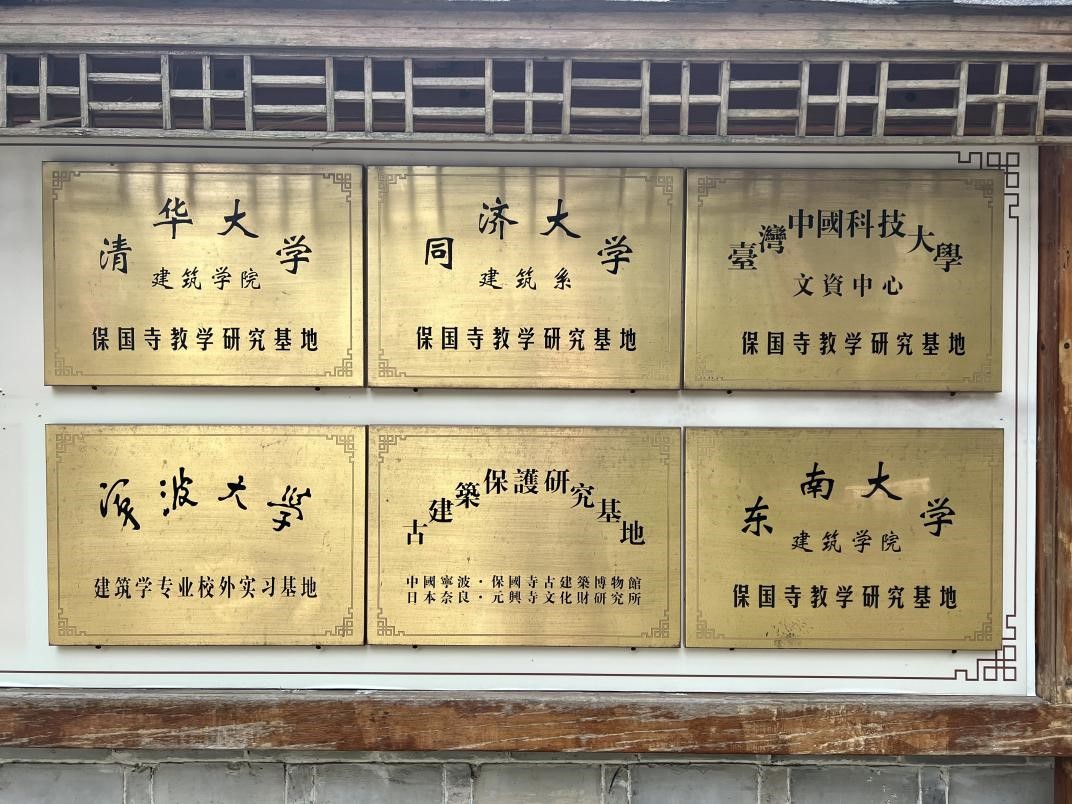 清华大学
建筑学院
保国寺教学研究基地
同济大学
建筑系
保国寺教学研究基地
臺灣中國科技大學
文資中心
保国寺教学研究基地
宁波大学
建筑学专业校外实习基地
古建築保護研究基地
中國寧波·保國寺古建築博物館
日本奈良·元興寺文化財研究所
东南大学
建筑学院
保国寺教学研究基地